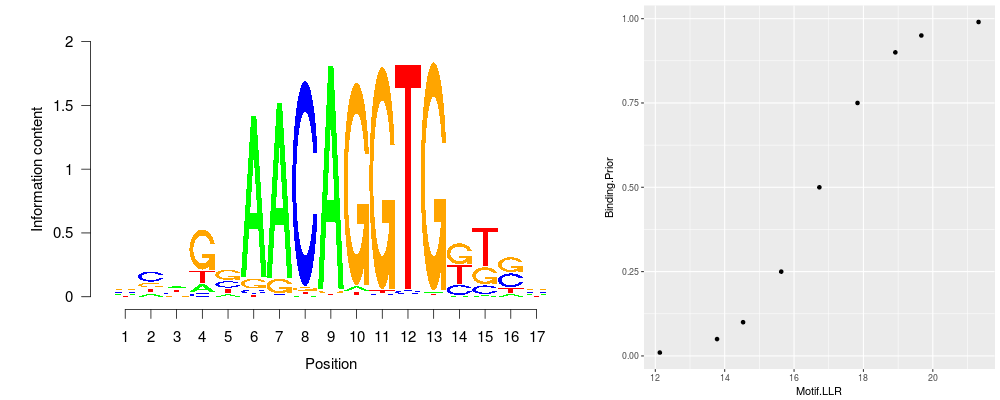 2
1.5
1
0.5
0
Information content
GTGCAAACAGGTGGTG
1 2 3 4 5 6 7 8 9 10 11 12 13 14 15 16 17
Position
1.00
0.75
0.50
0.25
0.00
Binding.Prior
12 14 16 18 20
Motif.LLR